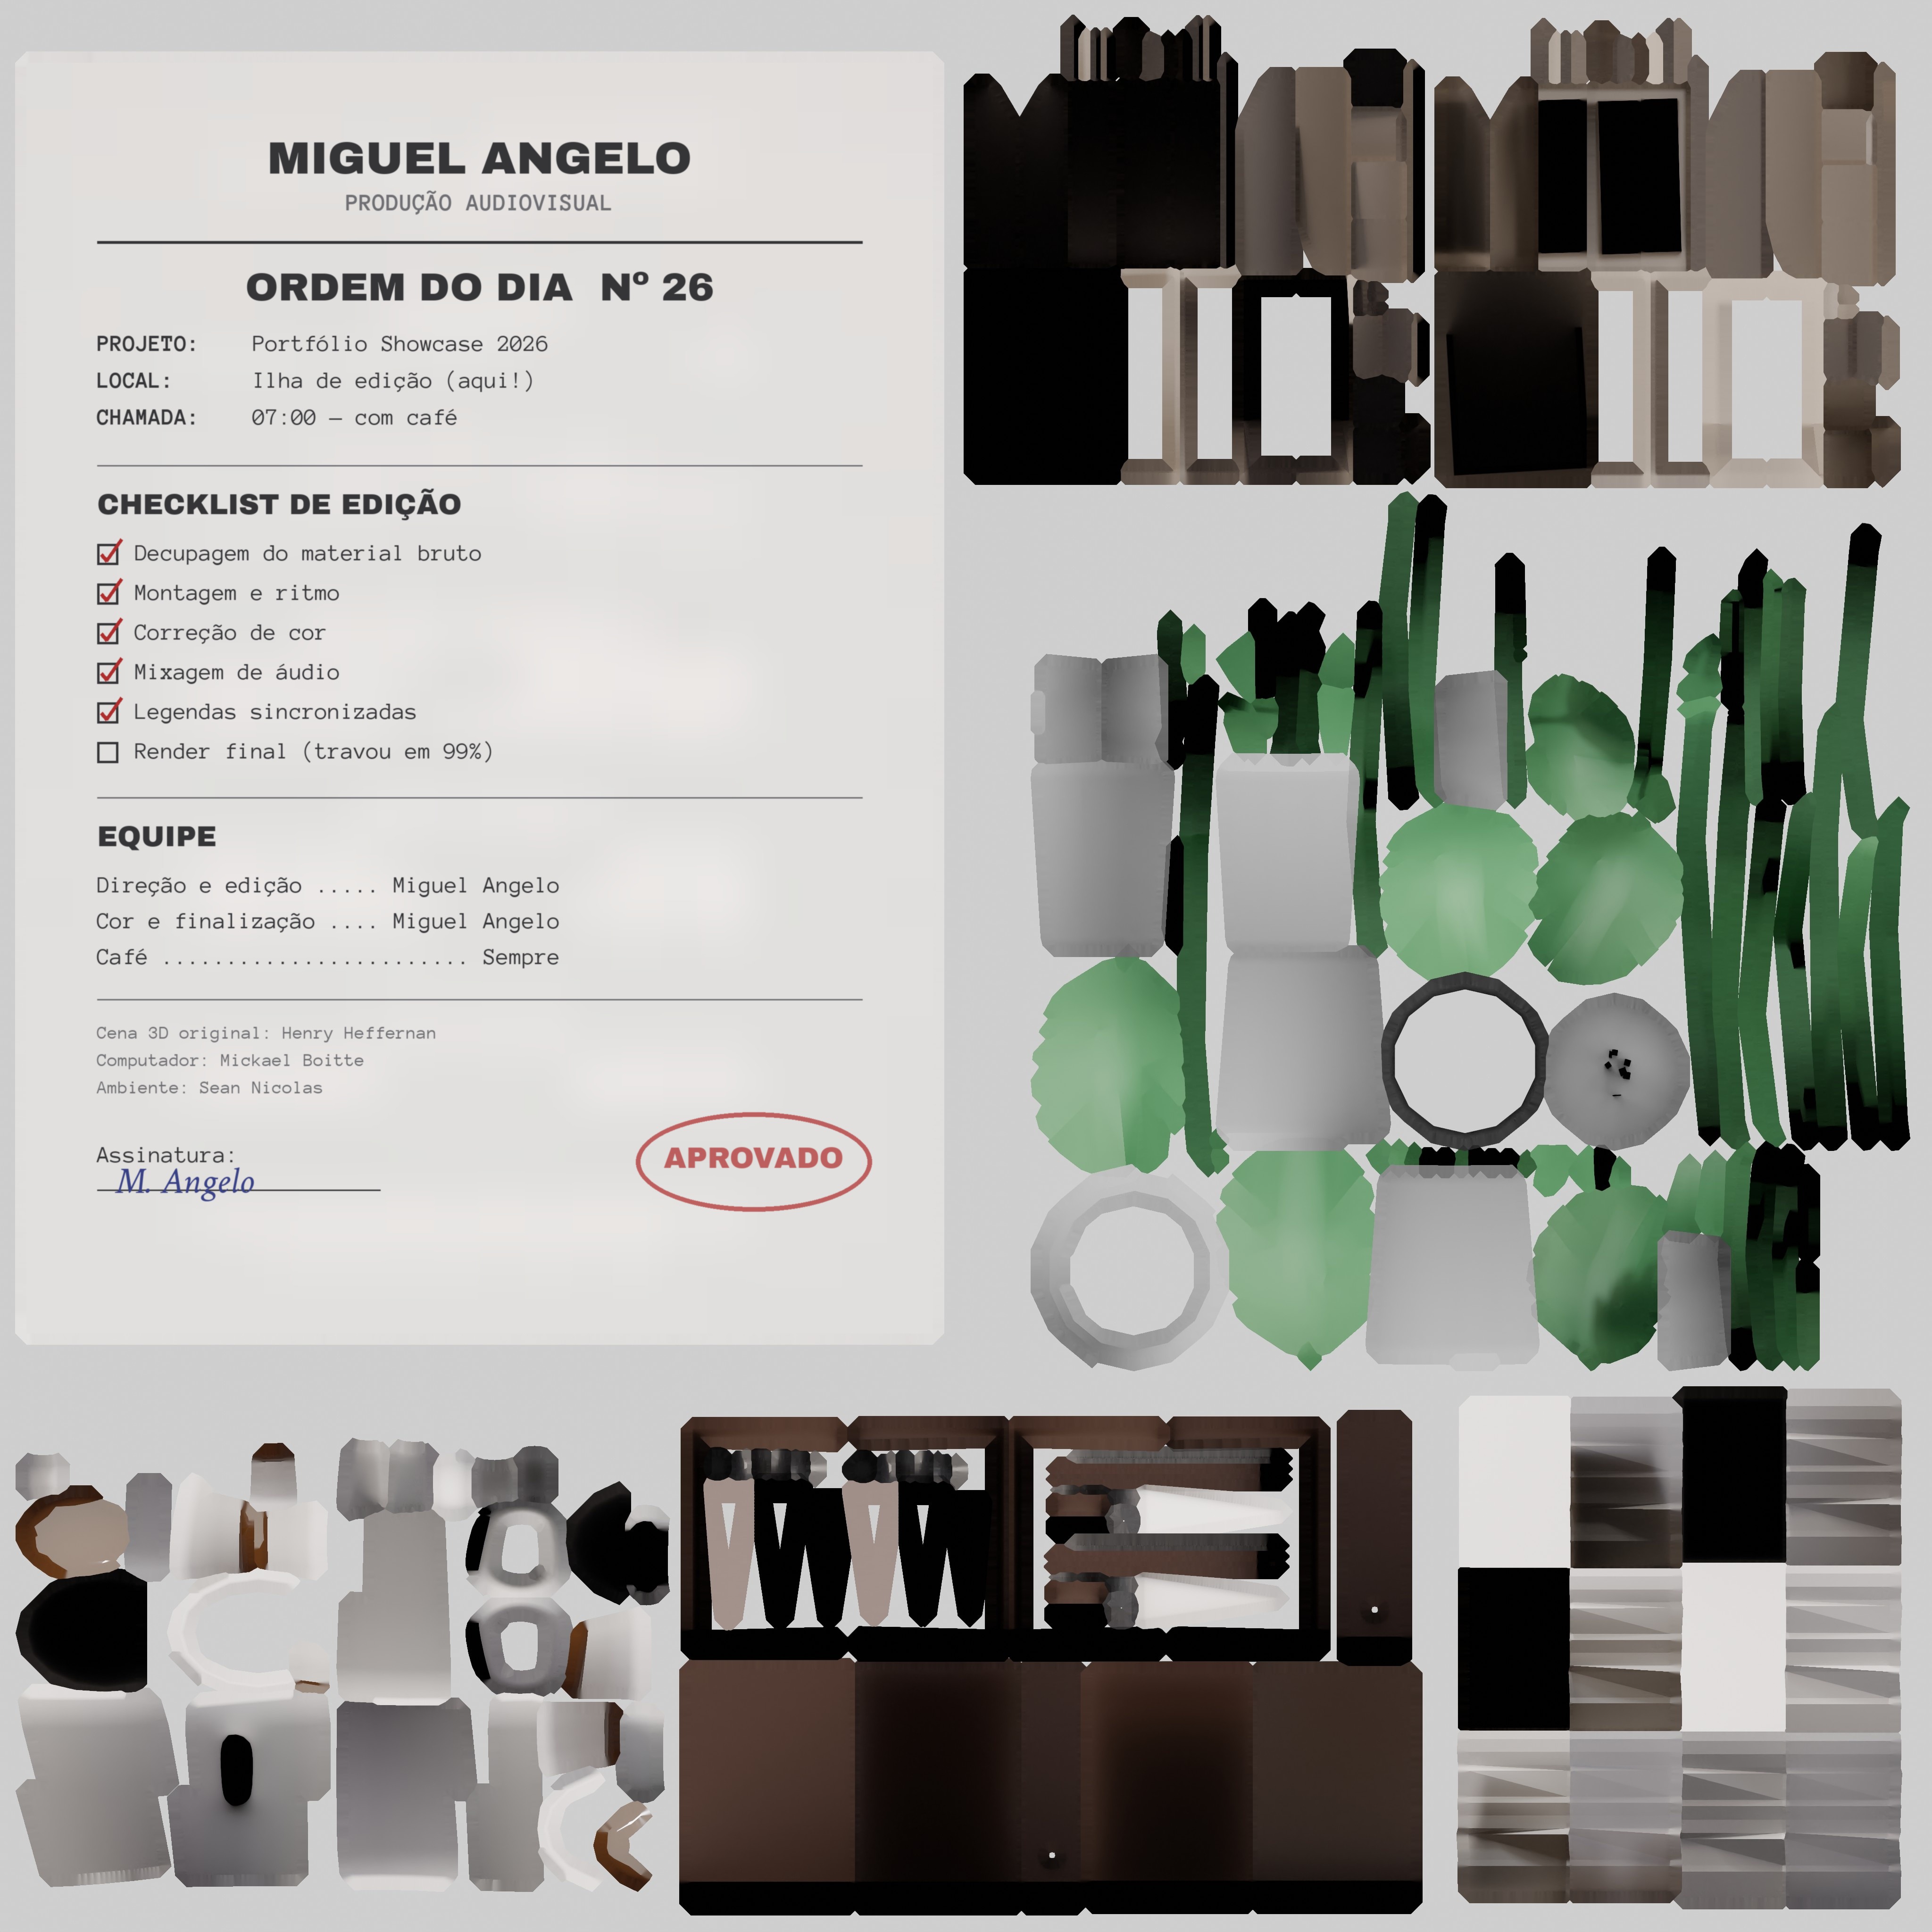 MIGUEL ANGELO
PRODUÇÃO AUDIOVISUAL
ORDEM DO DIA Nº 26
PROJETO: Portfólio Showcase 2026
LOCAL: Ilha de edição (aqui!)
CHAMADA: 07:00 — com café
CHECKLIST DE EDIÇÃO
Decupagem do material bruto
Montagem e ritmo
Correção de cor
Mixagem de áudio
Legendas sincronizadas
Render final (travou em 99%)
EQUIPE
Direção e edição ..... Miguel Angelo
Cor e finalização .... Miguel Angelo
Café ........................ Sempre
Cena 3D original: Henry Heffernan
Computador: Mickael Boitte
Ambiente: Sean Nicolas
Assinatura:
M. Angelo
APROVADO